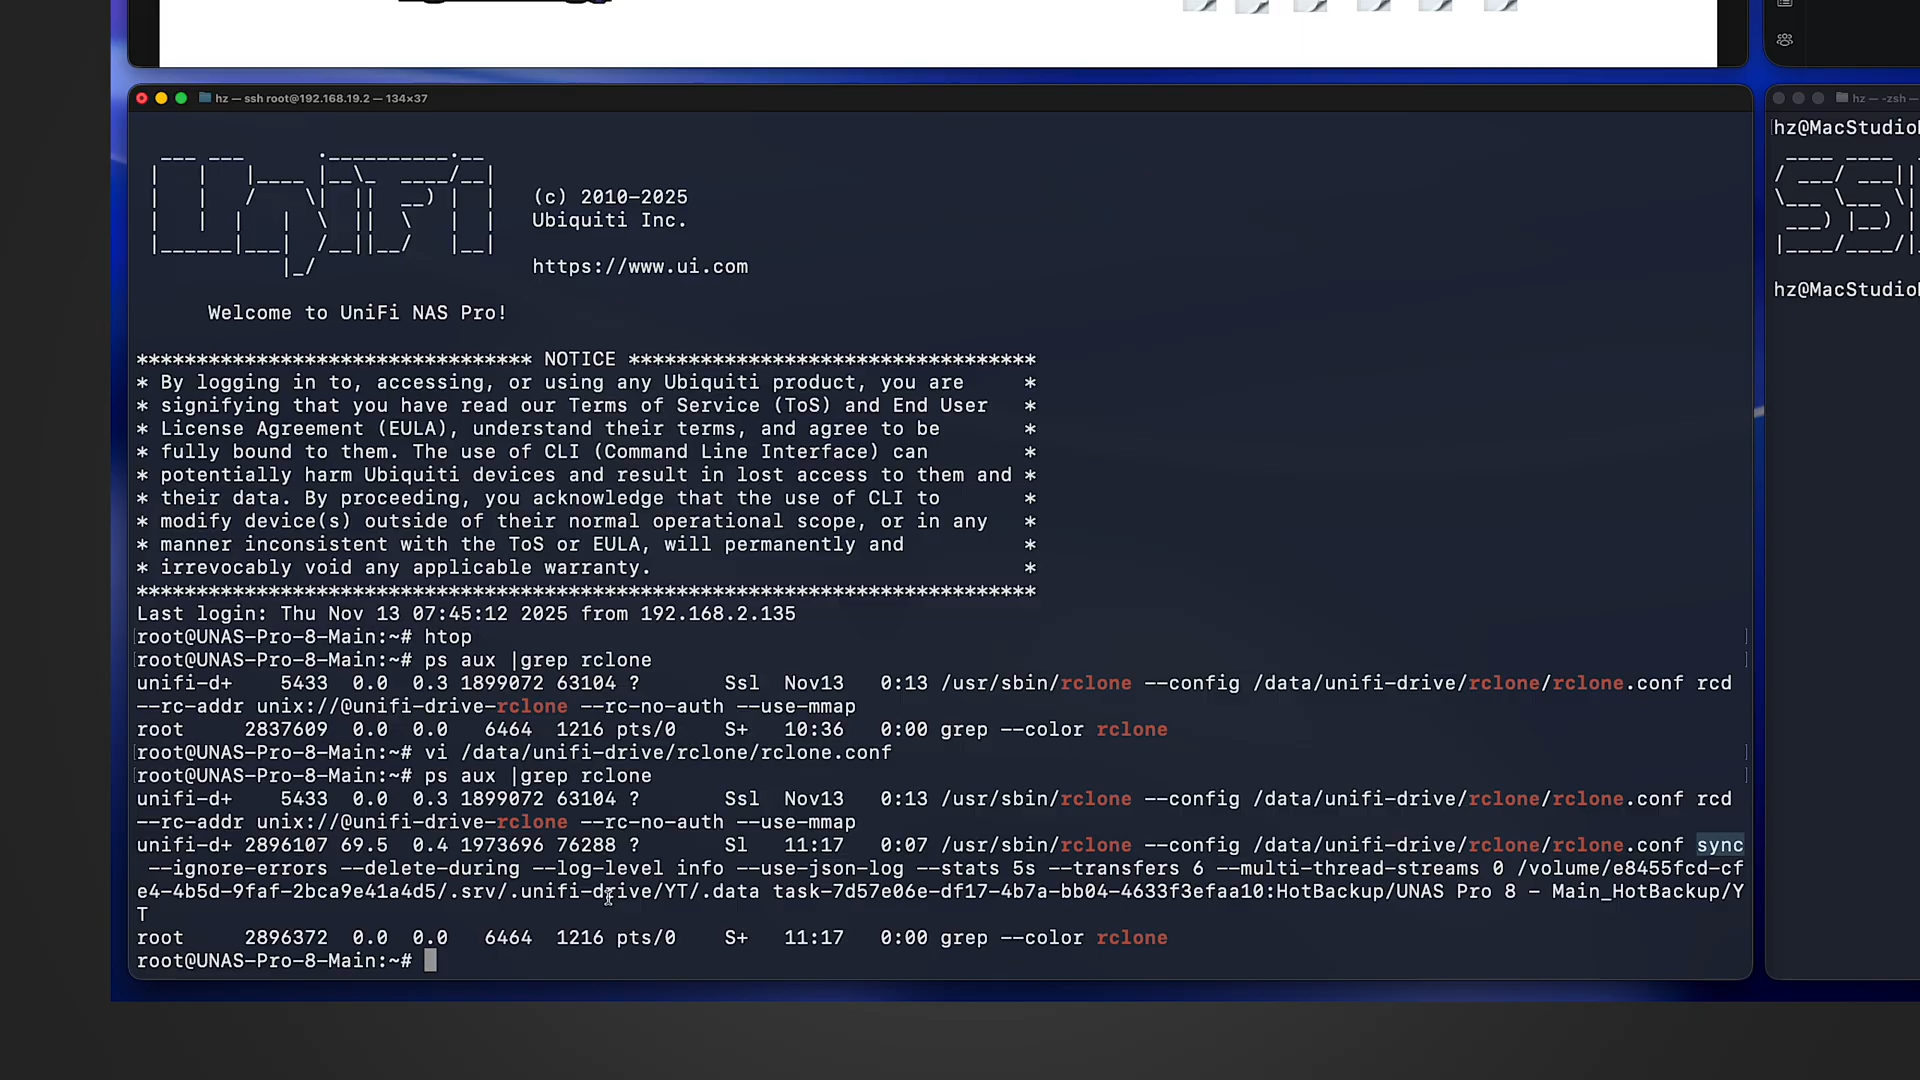 hz — ssh root@192.168.19.2 — 134×37
hz — -zsh —
hz@MacStudio
UniFi
(c) 2010-2025
Ubiquiti Inc.
https://www.ui.com
hz@MacStudio
Welcome to UniFi NAS Pro!
********************************* NOTICE **********************************
* By logging in to, accessing, or using any Ubiquiti product, you are *
* signifying that you have read our Terms of Service (ToS) and End User *
* License Agreement (EULA), understand their terms, and agree to be *
* fully bound to them. The use of CLI (Command Line Interface) can *
* potentially harm Ubiquiti devices and result in lost access to them and *
* their data. By proceeding, you acknowledge that the use of CLI to *
* modify device(s) outside of their normal operational scope, or in any *
* manner inconsistent with the ToS or EULA, will permanently and *
* irrevocably void any applicable warranty. *
***************************************************************************
Last login: Thu Nov 13 07:45:12 2025 from 192.168.2.135
[root@UNAS-Pro-8-Main:~# htop ]
[root@UNAS-Pro-8-Main:~# ps aux |grep rclone ]
unifi-d+ 5433 0.0 0.3 1899072 63104 ? Ssl Nov13 0:13 /usr/sbin/rclone --config /data/unifi-drive/rclone/rclone.conf rcd
--rc-addr unix://@unifi-drive-rclone --rc-no-auth --use-mmap
root 2837609 0.0 0.0 6464 1216 pts/0 S+ 10:36 0:00 grep --color rclone
[root@UNAS-Pro-8-Main:~# vi /data/unifi-drive/rclone/rclone.conf ]
[root@UNAS-Pro-8-Main:~# ps aux |grep rclone ]
unifi-d+ 5433 0.0 0.3 1899072 63104 ? Ssl Nov13 0:13 /usr/sbin/rclone --config /data/unifi-drive/rclone/rclone.conf rcd
--rc-addr unix://@unifi-drive-rclone --rc-no-auth --use-mmap
unifi-d+ 2896107 69.5 0.4 1973696 76288 ? Sl 11:17 0:07 /usr/sbin/rclone --config /data/unifi-drive/rclone/rclone.conf sync
--ignore-errors --delete-during --log-level info --use-json-log --stats 5s --transfers 6 --multi-thread-streams 0 /volume/e8455fcd-cf
e4-4b5d-9faf-2bca9e41a4d5/.srv/.unifi-drive/YT/.data task-7d57e06e-df17-4b7a-bb04-4633f3efaa10:HotBackup/UNAS Pro 8 - Main_HotBackup/Y
T
root 2896372 0.0 0.0 6464 1216 pts/0 S+ 11:17 0:00 grep --color rclone
root@UNAS-Pro-8-Main:~#